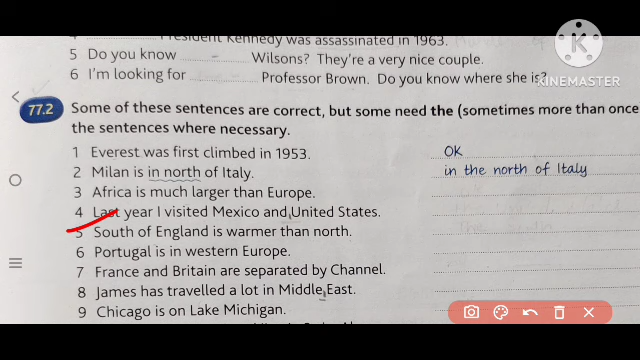 President Kennedy was assassinated in 1963.
5 Do you know ............ Wilsons? They're a very nice couple.
6 I'm looking for ............ Professor Brown. Do you know where she is?
KINEMASTER
77.2 Some of these sentences are correct, but some need the (sometimes more than once
the sentences where necessary.
1 Everest was first climbed in 1953. OK
2 Milan is in north of Italy. in the north of Italy
3 Africa is much larger than Europe.
4 Last year I visited Mexico and United States.
5 South of England is warmer than north.
6 Portugal is in western Europe.
7 France and Britain are separated by Channel.
8 James has travelled a lot in Middle East.
9 Chicago is on Lake Michigan.